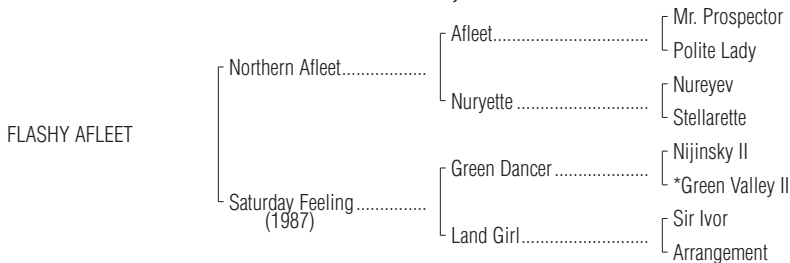 Mr. Prospector
Afleet.................................
Polite Lady
Northern Afleet..................
Nureyev
Nuryette ............................
Stellarette
FLASHY AFLEET
Nijinsky II
Green Dancer ....................
*Green Valley II
Saturday Feeling ...............
(1987)
Sir Ivor
Land Girl...........................
Arrangement